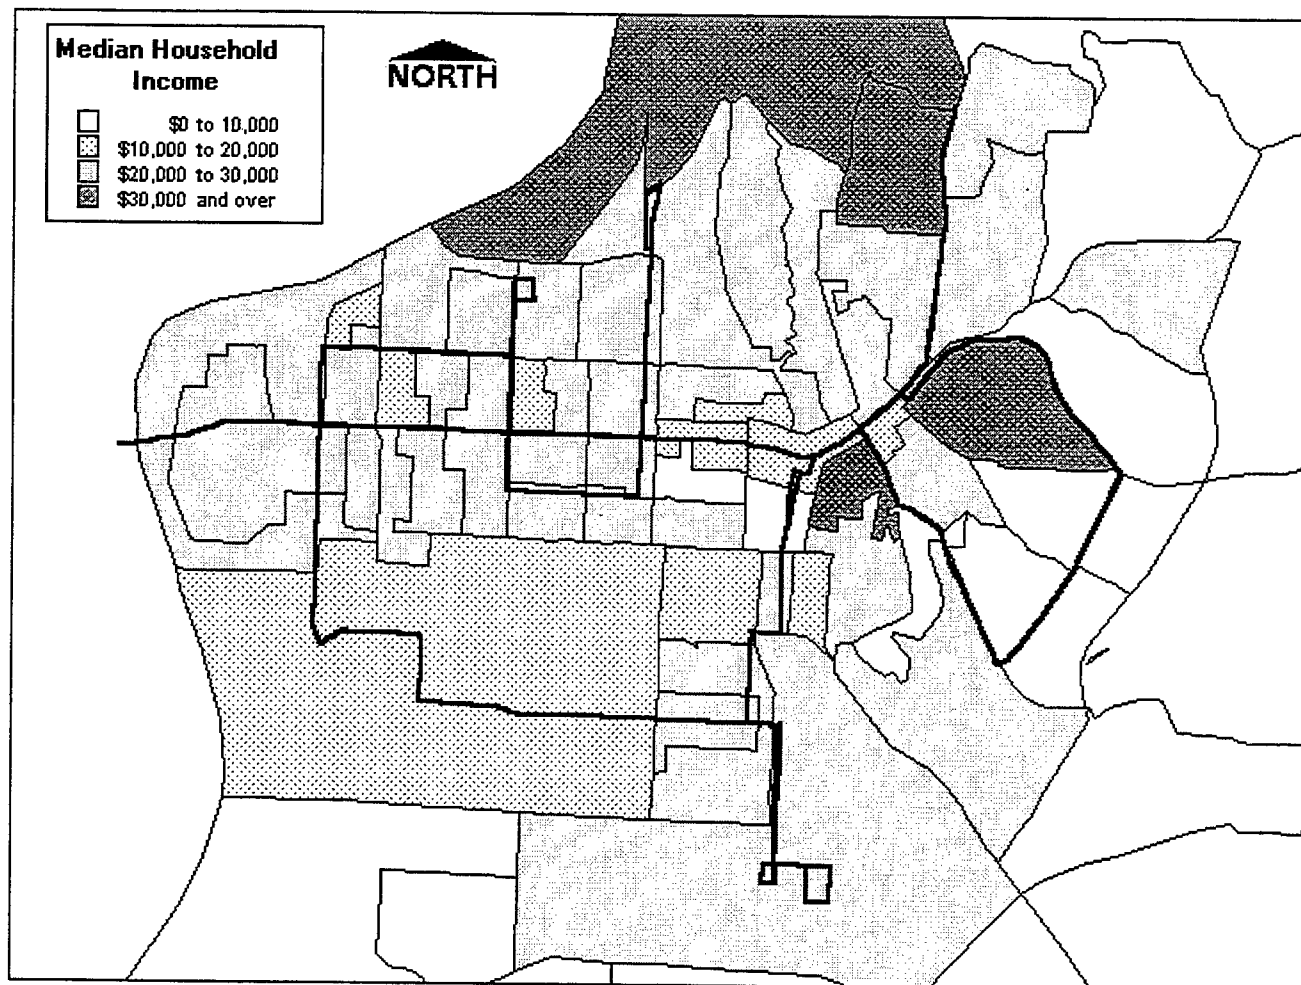 Median Household
Income
$0 to 10,000
$10,000 to 20,000
$20,000 to 30,000
$30,000 and over
NORTH